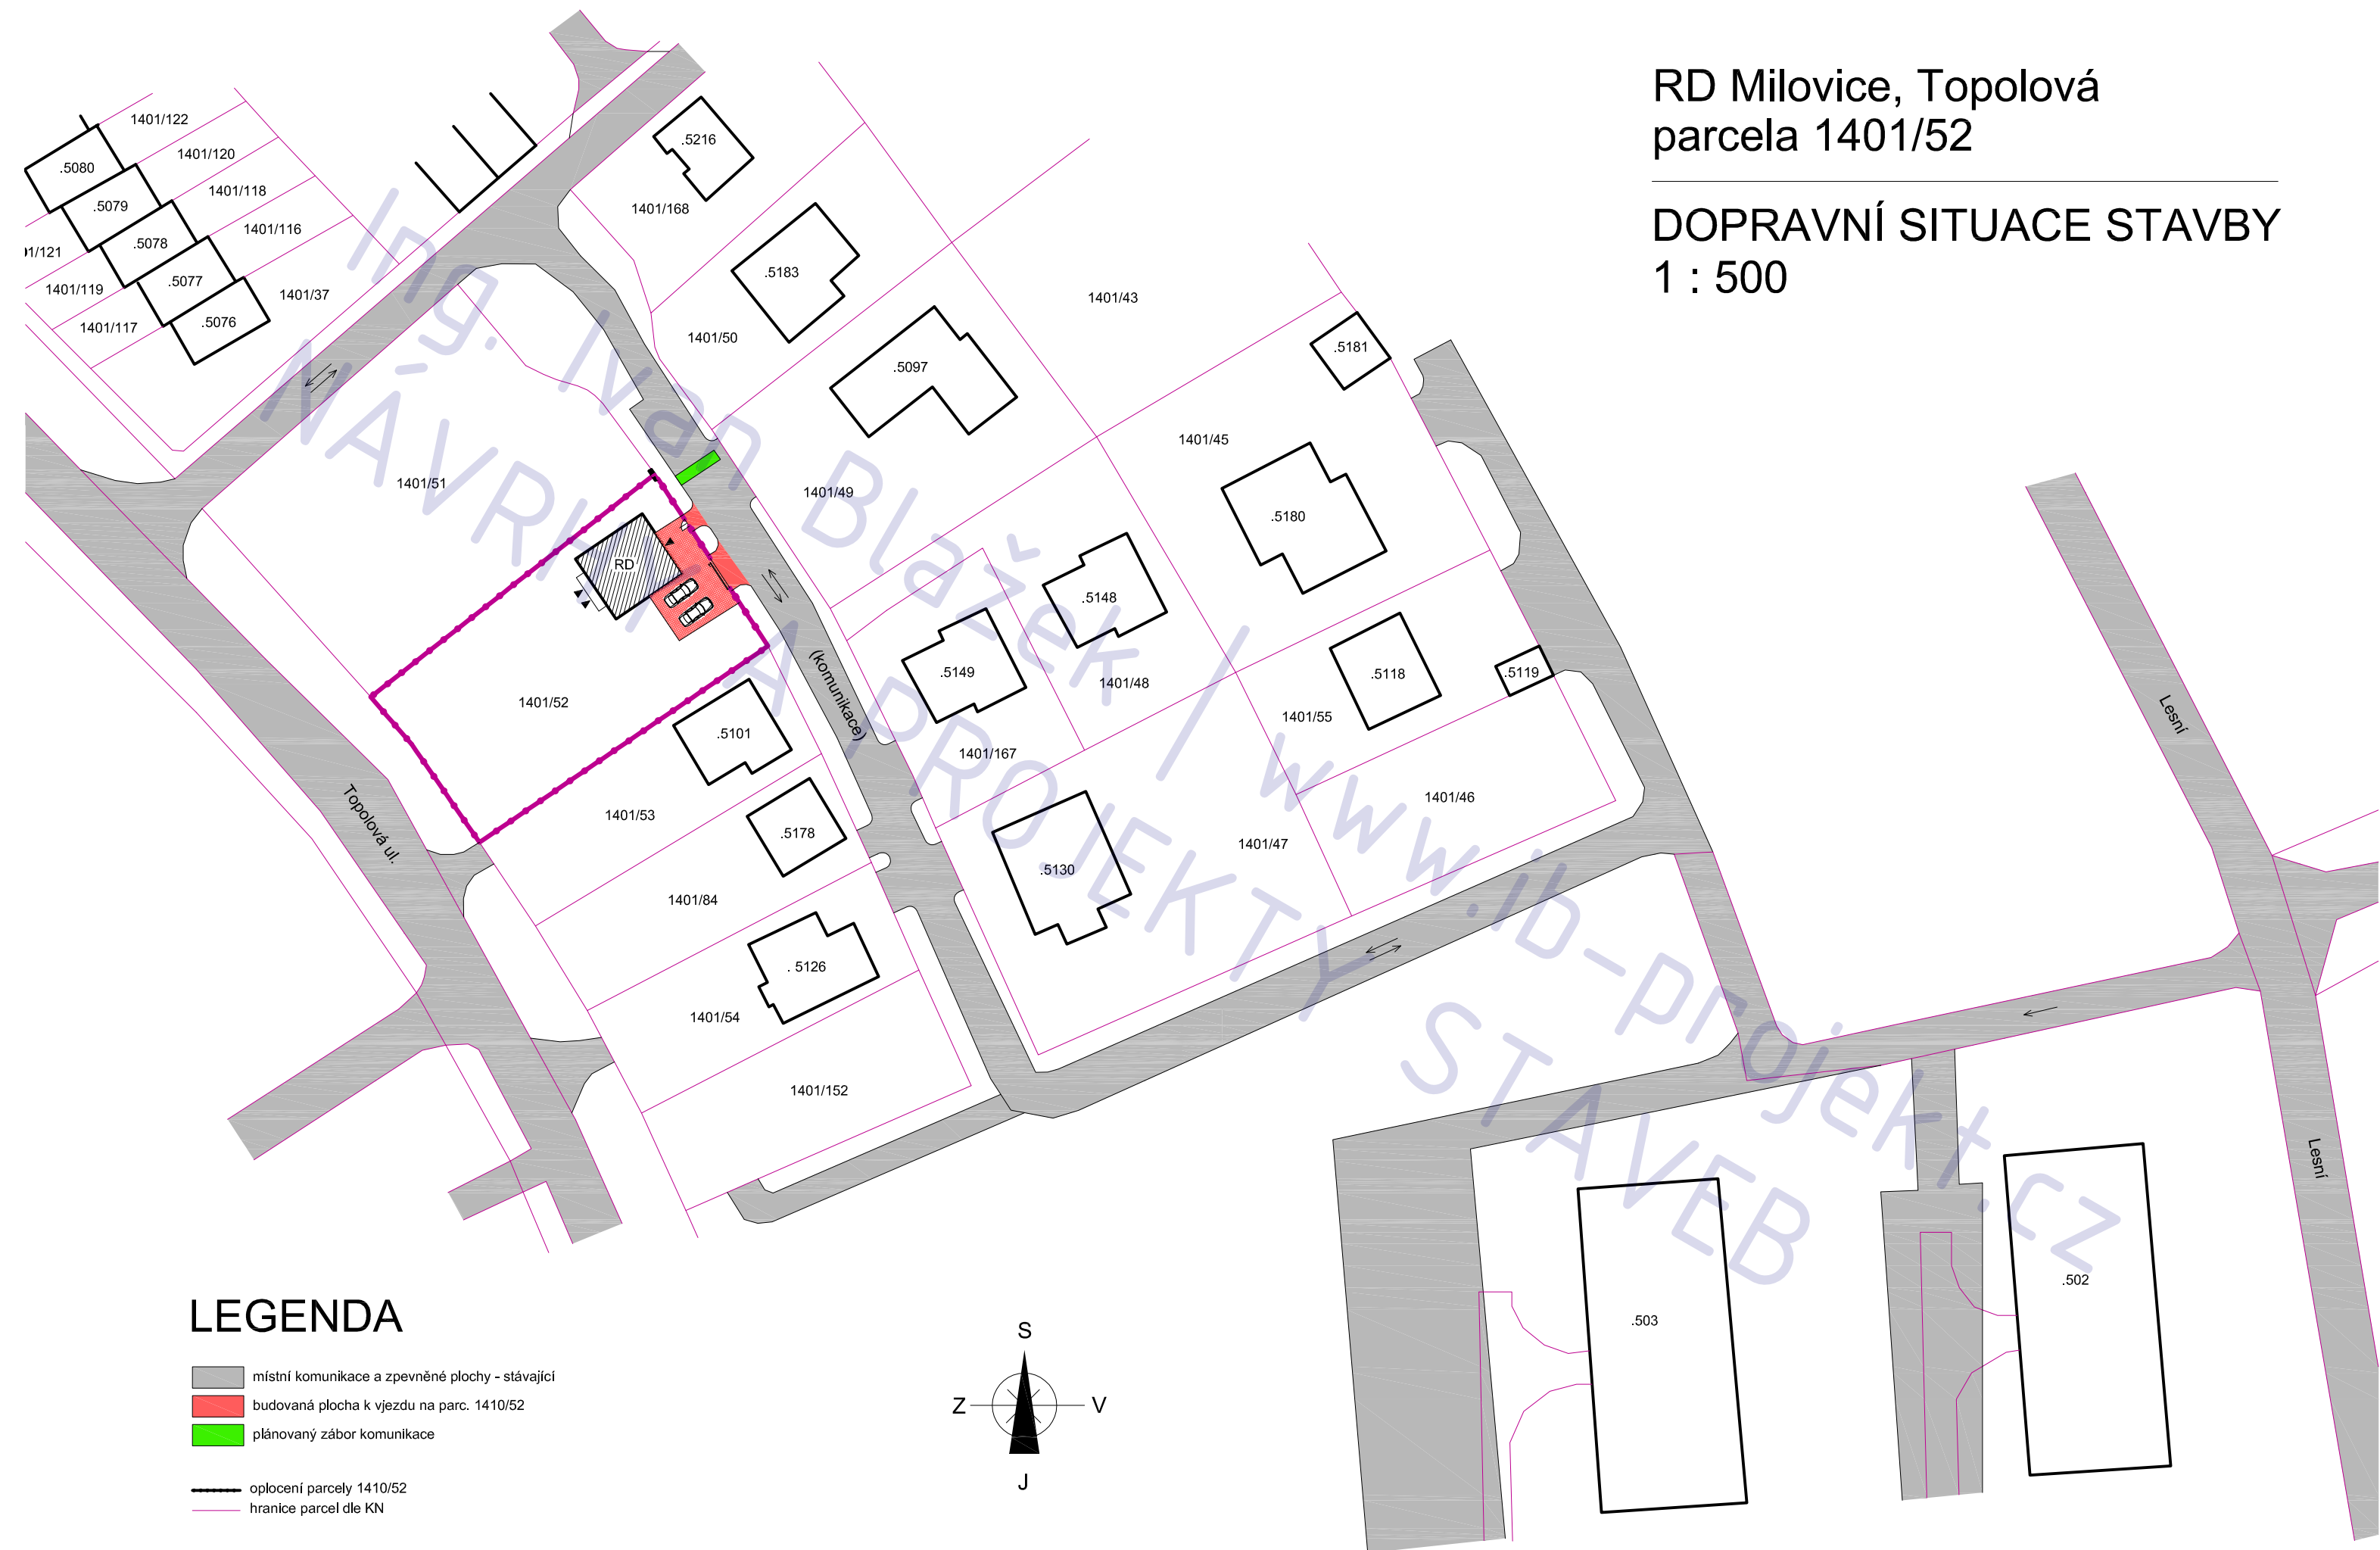 RD Milovice, Topolová
parcela 1401/52
DOPRAVNÍ SITUACE STAVBY
1 : 500
1401/122
.5080
1401/120
1401/118
.5079
1401/116
.5078
1/121
.5077
1401/119
1401/37
1401/117
.5076
.5216
1401/168
.5183
1401/50
1401/43
.5097
.5181
1401/45
1401/51
1401/49
.5180
RD
.5148
.5149
1401/48
.5118
.5119
1401/52
1401/55
(komunikace)
.5101
1401/167
Lesní
1401/53
.5178
1401/46
Topolová ul.
1401/47
.5130
1401/84
. 5126
1401/54
1401/152
Lesní
.502
.503
Ing. Ivan Blažek / www.ib-projekt.cz
NÁVRHY A PROJEKTY STAVEB
LEGENDA
místní komunikace a zpevněné plochy - stávající
budovaná plocha k vjezdu na parc. 1410/52
plánovaný zábor komunikace
oplocení parcely 1410/52
hranice parcel dle KN
S
Z
V
J